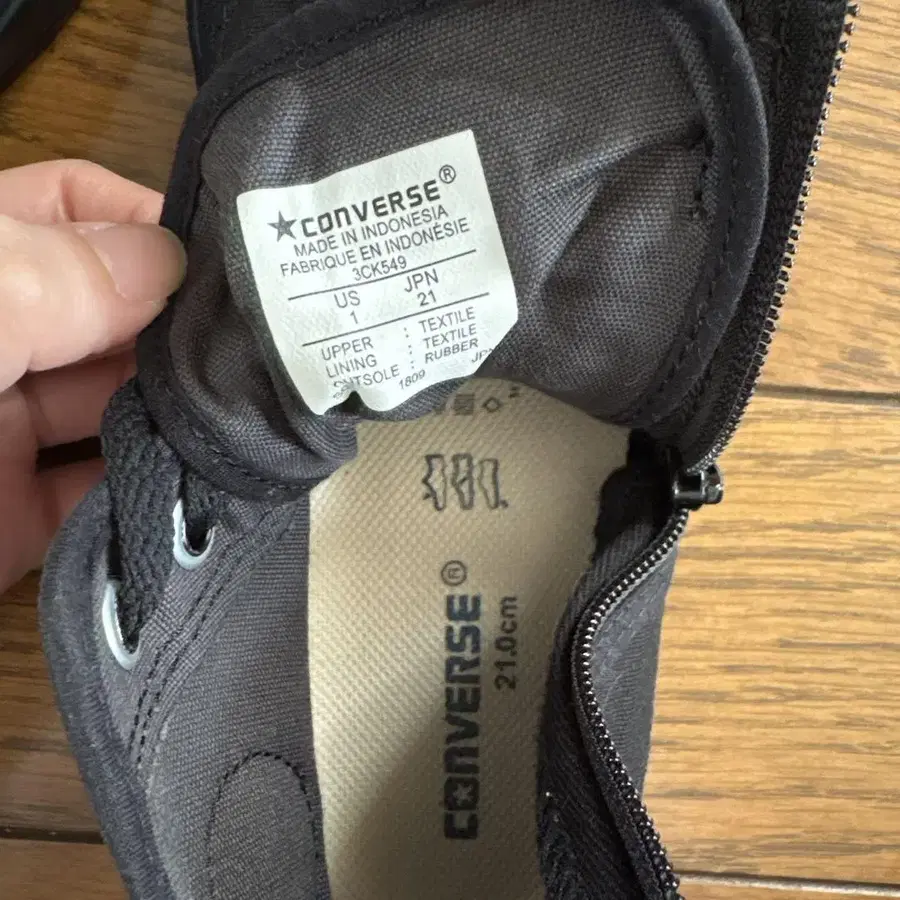 CONVERSE®
MADE IN INDONESIA
FABRIQUE EN INDONÉSIE
3CK549
US JPN
1 21
UPPER : TEXTILE
LINING : TEXTILE
OUTSOLE : RUBBER
1809
CONVERSE®
21.0cm